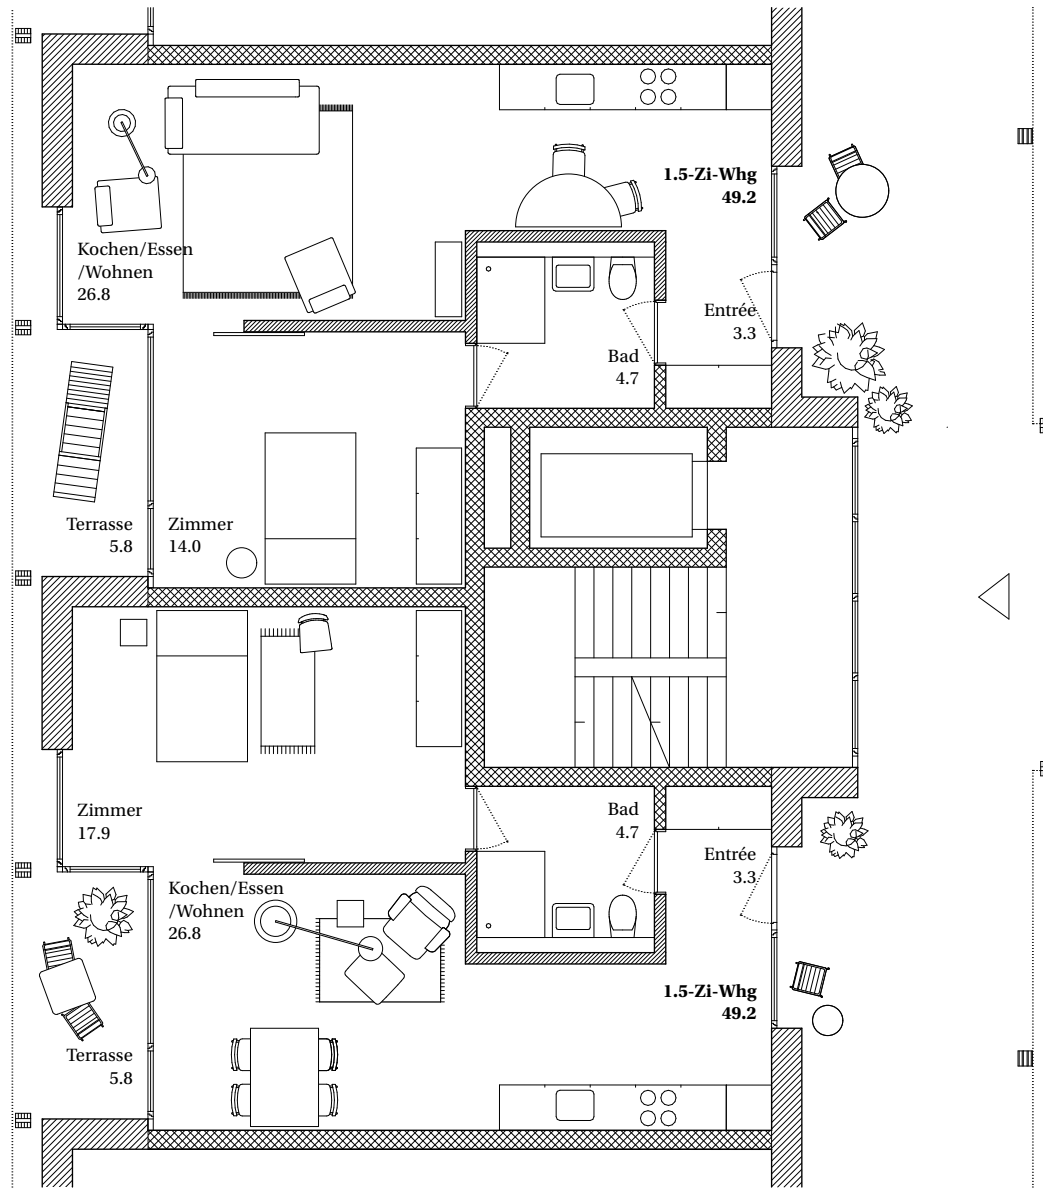 1.5-Zi-Whg
49.2
Kochen/Essen
/Wohnen
26.8
Entrée
3.3
Bad
4.7
Terrasse
5.8
Zimmer
14.0
Zimmer
17.9
Bad
4.7
Entrée
3.3
Kochen/Essen
/Wohnen
26.8
1.5-Zi-Whg
49.2
Terrasse
5.8